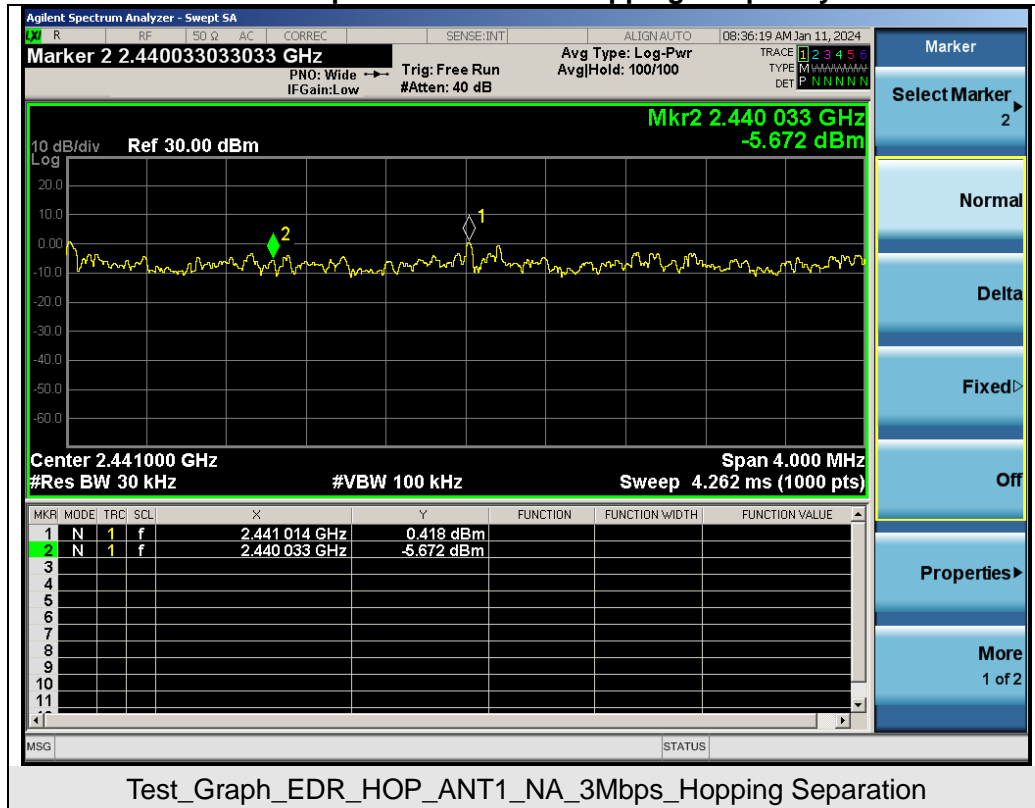 Agilent Spectrum Analyzer - Swept SA
LXI R RF 50 Ω AC CORREC SENSE:INT ALIGN AUTO 08:36:19 AM Jan 11, 2024
Marker 2 2.440033033033 GHz
PNO: Wide
IFGain:Low
Trig: Free Run
#Atten: 40 dB
Avg Type: Log-Pwr
Avg|Hold: 100/100
TRACE 1 2 3 4 5 6
TYPE M W W W W W
DET P N N N N N
Mkr2 2.440 033 GHz
-5.672 dBm
10 dB/div Ref 30.00 dBm
Log
20.0
10.0
0.00
-10.0
-20.0
-30.0
-40.0
-50.0
-60.0
2
1
Center 2.441000 GHz Span 4.000 MHz
#Res BW 30 kHz #VBW 100 kHz Sweep 4.262 ms (1000 pts)
MKR MODE TRC SCL X Y FUNCTION FUNCTION WIDTH FUNCTION VALUE
1 N 1 f 2.441 014 GHz 0.418 dBm
2 N 1 f 2.440 033 GHz -5.672 dBm
3
4
5
6
7
8
9
10
11
MSG STATUS
Marker
Select Marker
2
Normal
Delta
Fixed
Off
Properties
More
1 of 2
Test_Graph_EDR_HOP_ANT1_NA_3Mbps_Hopping Separation